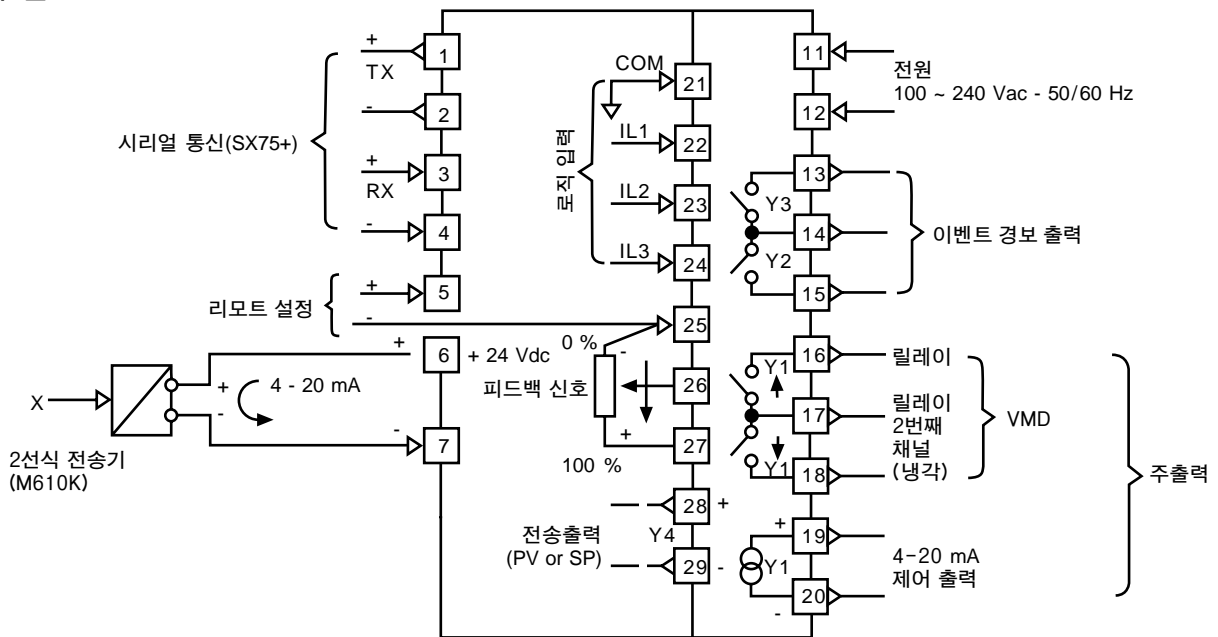 +
TX
-
시리얼 통신(SX75+)
+
RX
-
1
2
3
4
리모트 설정
+
-
5
+
6
+ 24 Vdc
X
+
-
4 - 20 mA
-
7
2선식 전송기
(M610K)
로직 입력
COM
21
IL1
22
IL2
23
IL3
24
25
0 %
-
피드백 신호
26
+
27
100 %
28
+
전송출력
(PV or SP)
Y4
29
-
11
전원
100 ~ 240 Vac - 50/60 Hz
12
13
Y3
14
이벤트 경보 출력
Y2
15
16
릴레이
Y1
17
릴레이
2번째
채널
(냉각)
VMD
Y1
18
주출력
+
19
Y1
4-20 mA
제어 출력
20
-